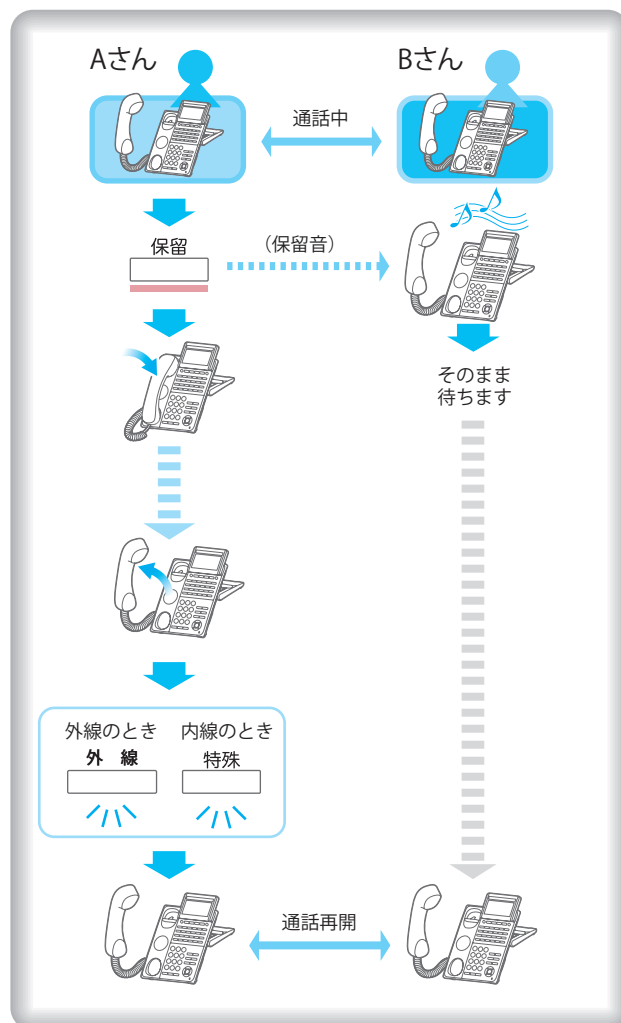 Aさん
Bさん
通話中
保留
(保留音)
そのまま
待ちます
外線のとき
内線のとき
外 線
特殊
通話再開